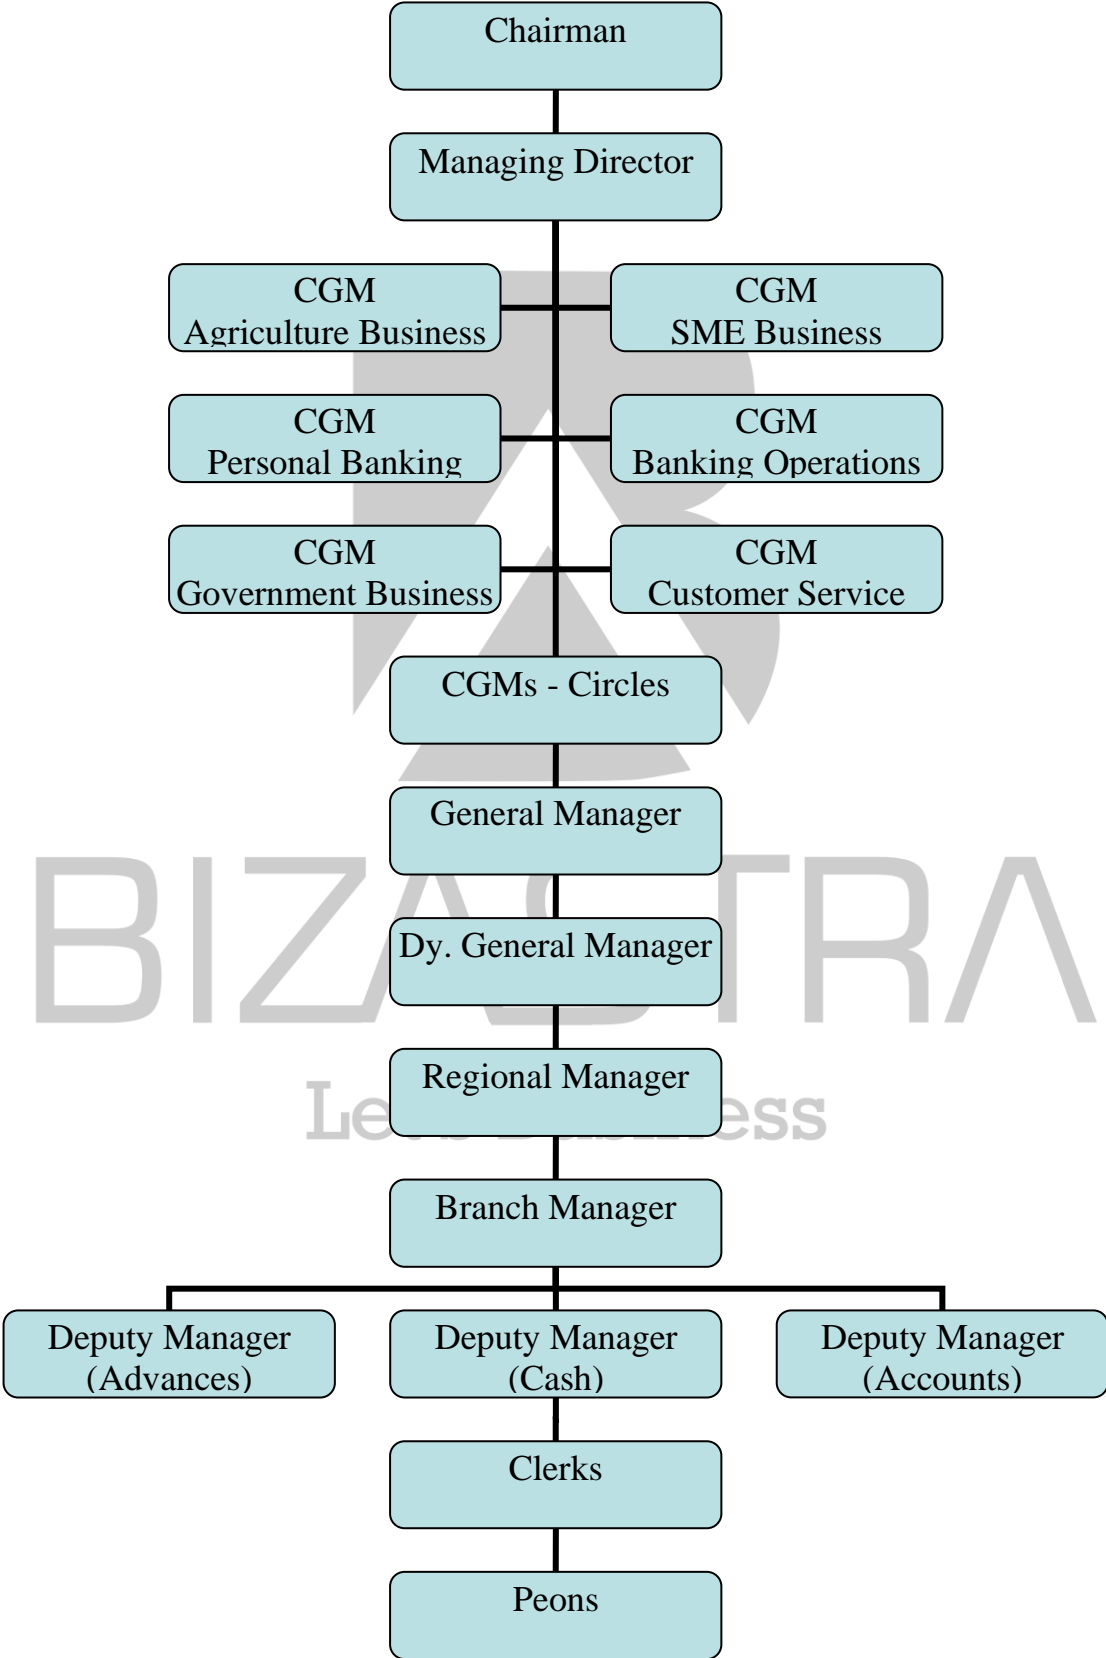 Chairman
Managing Director
CGM
Agriculture Business
CGM
SME Business
CGM
Personal Banking
CGM
Banking Operations
CGM
Government Business
CGM
Customer Service
CGMs - Circles
General Manager
BIZASTRA
Dy. General Manager
Regional Manager
Branch Manager
Deputy Manager
(Advances)
Deputy Manager
(Cash)
Deputy Manager
(Accounts)
Clerks
Peons